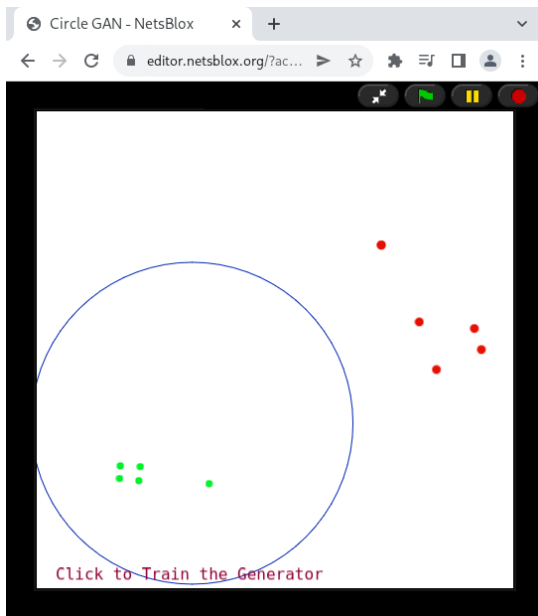 Circle GAN - NetsBlox
editor.netsblox.org/?ac...
Click to Train the Generator